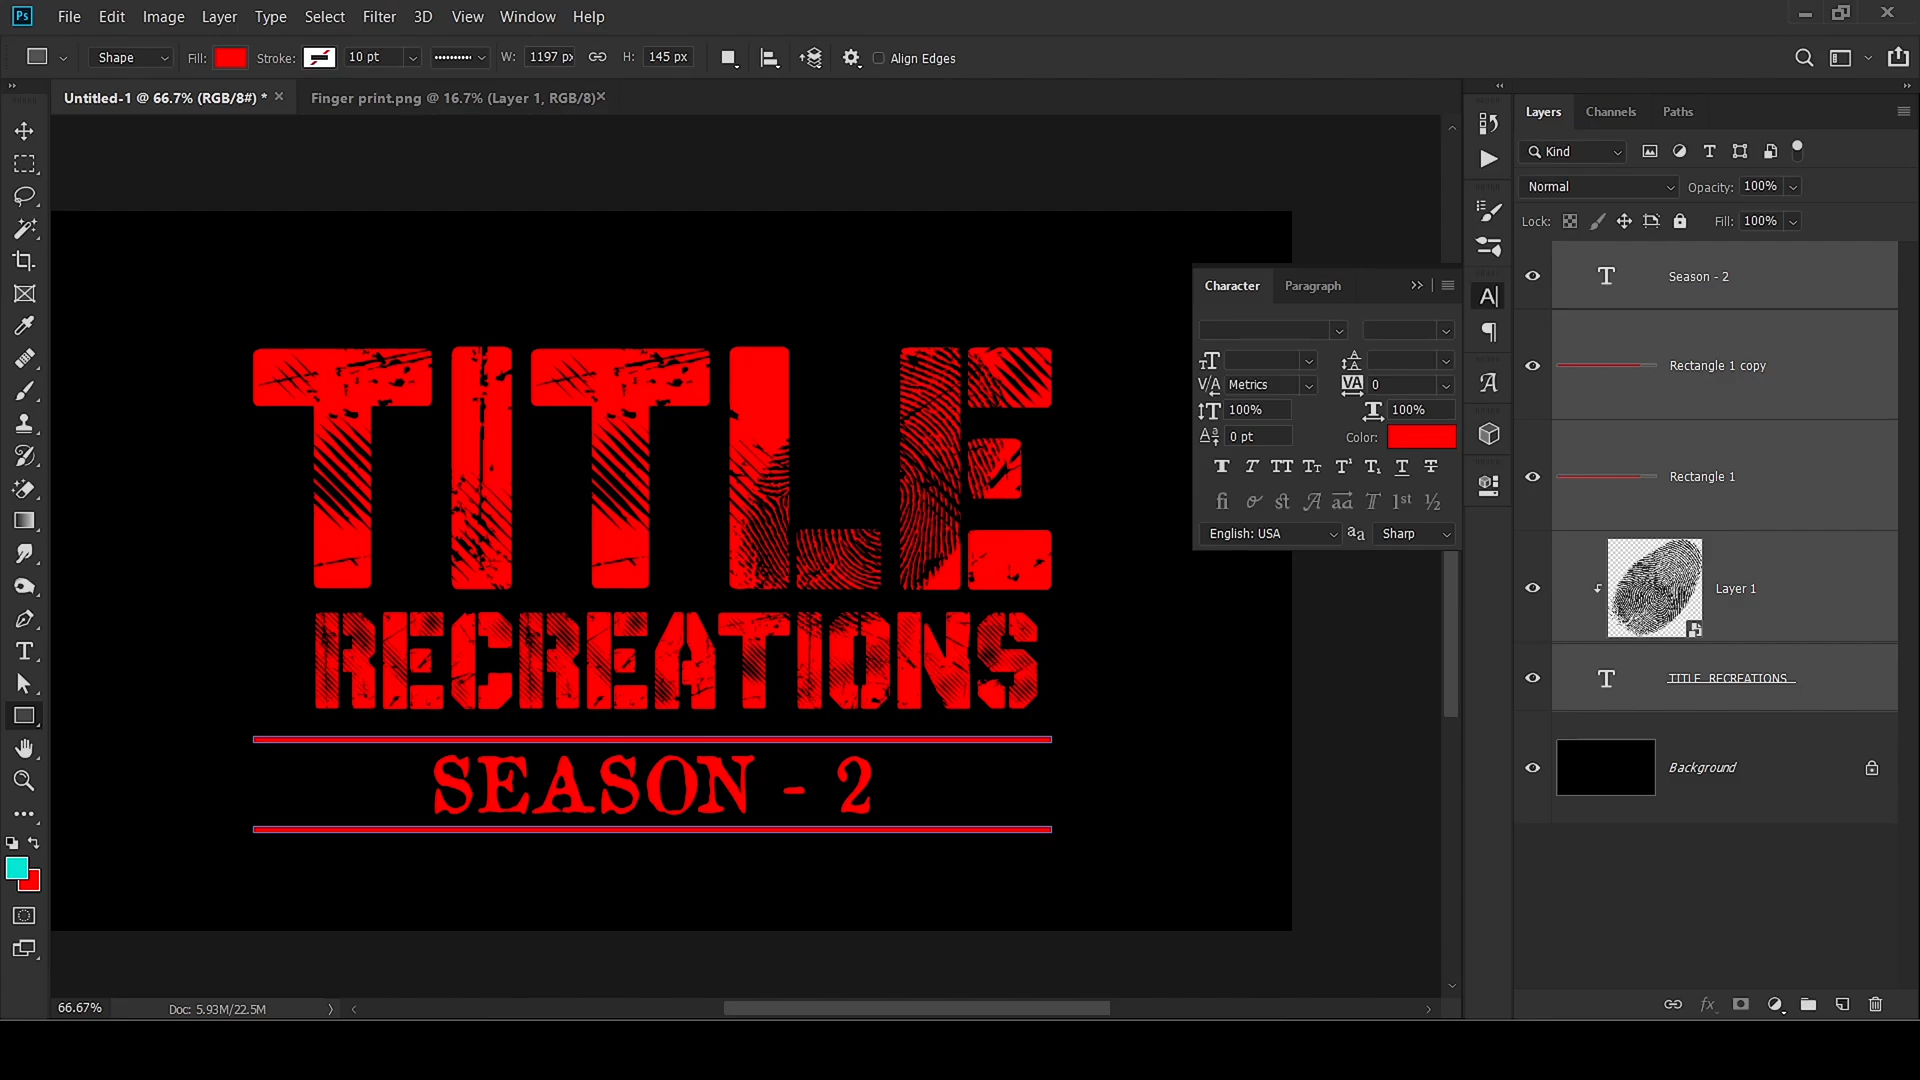 Ps File Edit Image Layer Type Select Filter 3D View Window Help
Shape Fill: Stroke: 10 pt W: 1197 px H: 145 px Align Edges
Untitled-1 @ 66.7% (RGB/8#) * Finger print.png @ 16.7% (Layer 1, RGB/8)
Layers Channels Paths
Kind
Normal Opacity: 100%
Lock: Fill: 100%
Season - 2
Rectangle 1 copy
Rectangle 1
Layer 1
TITLE RECREATIONS
Background
Character Paragraph
Metrics 0
100% 100%
0 pt Color:
English: USA aa Sharp
TITLE
RECREATIONS
SEASON - 2
66.67% Doc: 5.93M/22.5M